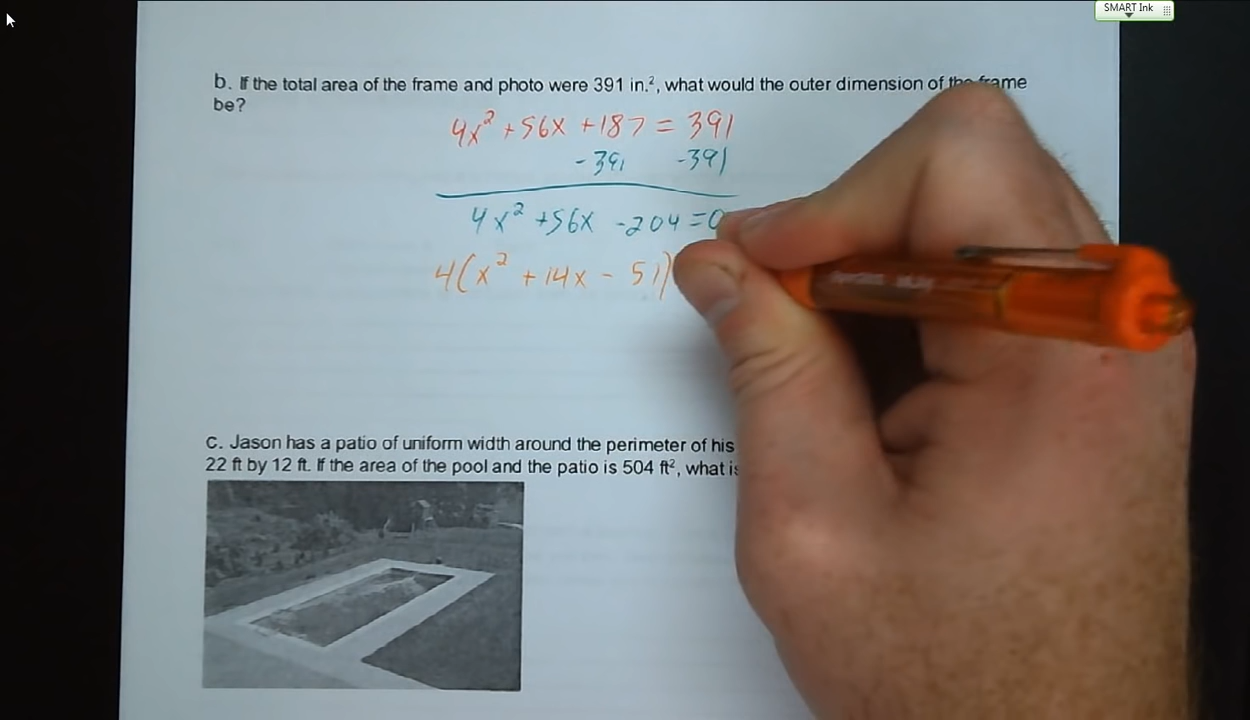 SMART Ink
b. If the total area of the frame and photo were 391 in.², what would the outer dimension of the frame
be?
4x² + 56x + 187 = 391
- 391 - 391
4x² + 56x - 204 = 0
4(x² + 14x - 51)
c. Jason has a patio of uniform width around the perimeter of his
22 ft by 12 ft. If the area of the pool and the patio is 504 ft², what is